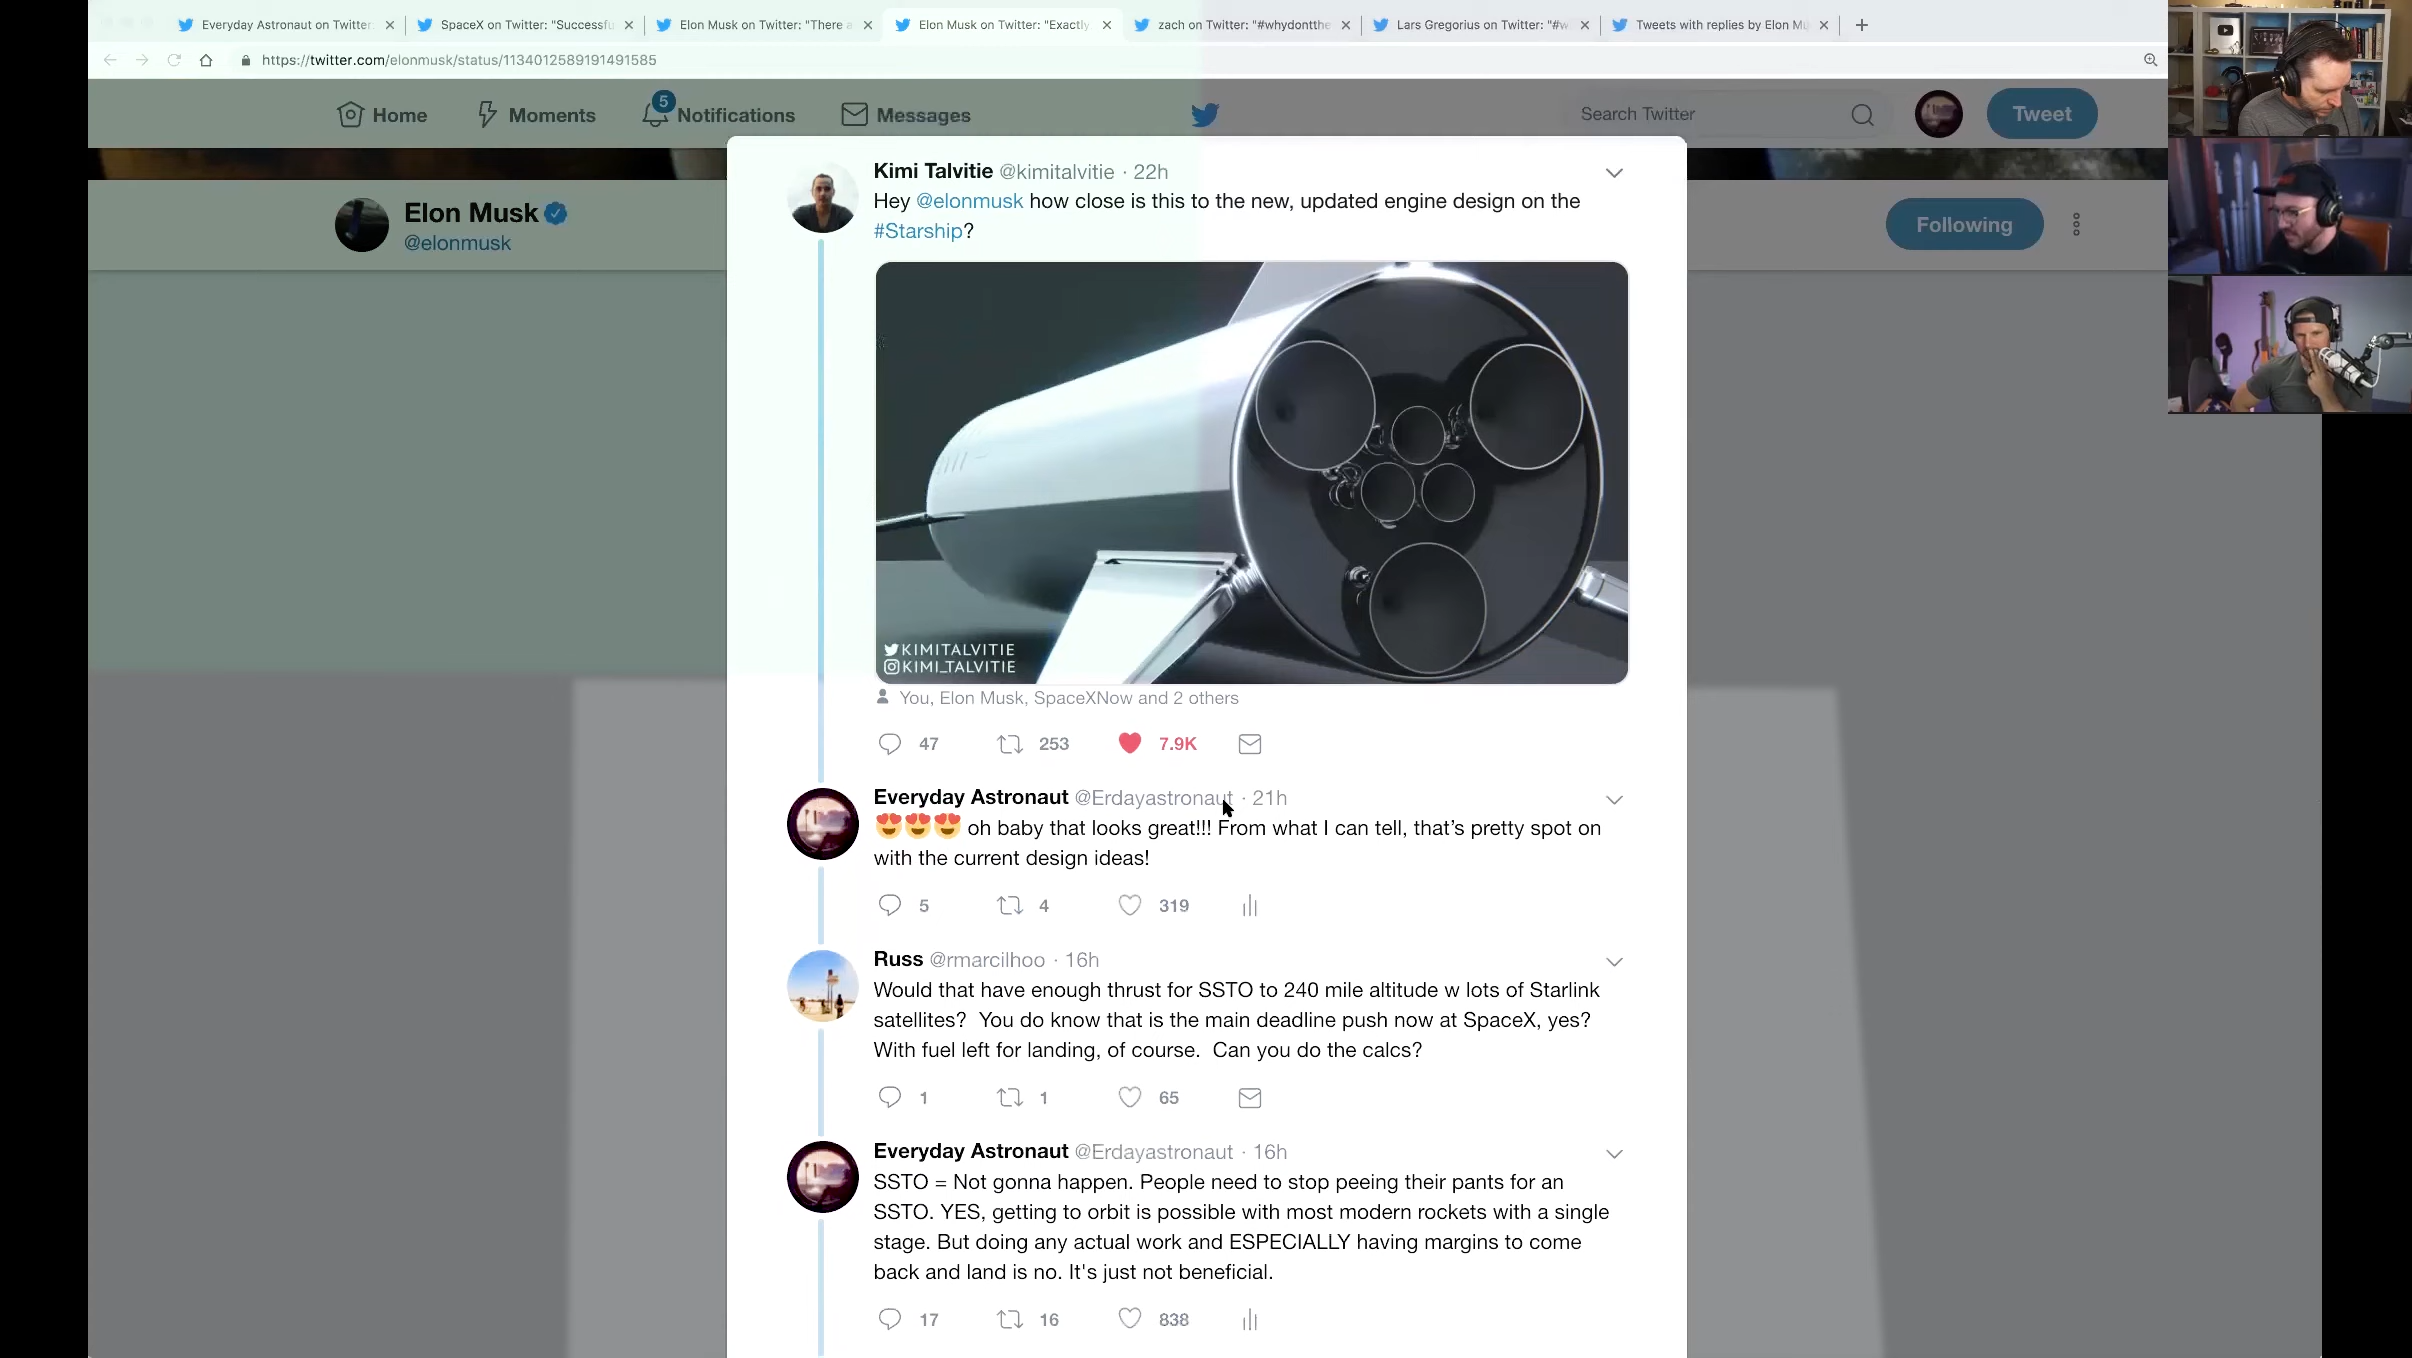 Everyday Astronaut on Twitter:
SpaceX on Twitter: "Successfu
Elon Musk on Twitter: "There a
Elon Musk on Twitter: "Exactly
zach on Twitter: "#whydontthe
Lars Gregorius on Twitter: "#w
Tweets with replies by Elon Mu
https://twitter.com/elonmusk/status/1134012589191491585
Home
Moments
5
Notifications
Messages
Search Twitter
Tweet
Elon Musk
@elonmusk
Following
Kimi Talvitie @kimitalvitie · 22h
Hey @elonmusk how close is this to the new, updated engine design on the
#Starship?
KIMITALVITIE
KIMI_TALVITIE
You, Elon Musk, SpaceXNow and 2 others
47 253 7.9K
Everyday Astronaut @Erdayastronaut · 21h
😍😍😍 oh baby that looks great!!! From what I can tell, that’s pretty spot on
with the current design ideas!
5 4 319
Russ @rmarcilhoo · 16h
Would that have enough thrust for SSTO to 240 mile altitude w lots of Starlink
satellites? You do know that is the main deadline push now at SpaceX, yes?
With fuel left for landing, of course. Can you do the calcs?
1 1 65
Everyday Astronaut @Erdayastronaut · 16h
SSTO = Not gonna happen. People need to stop peeing their pants for an
SSTO. YES, getting to orbit is possible with most modern rockets with a single
stage. But doing any actual work and ESPECIALLY having margins to come
back and land is no. It's just not beneficial.
17 16 838